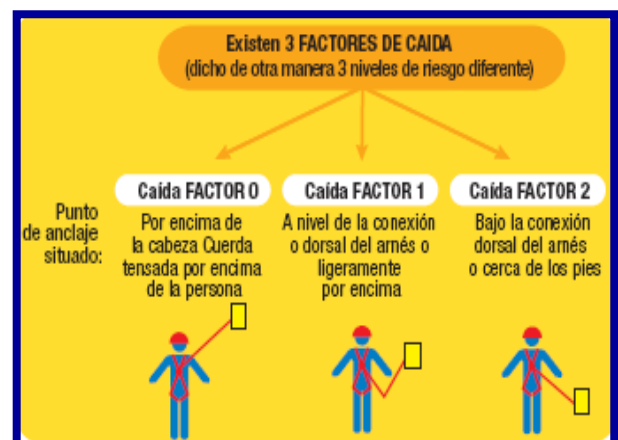 Existen 3 FACTORES DE CAIDA
(dicho de otra manera 3 niveles de riesgo diferente)
Punto
de anclaje
situado:
Caída FACTOR 0
Por encima de
la cabeza Querda
tensada por encima
de la persona
Caída FACTOR 1
A nivel de la conexión
o dorsal del arnés o
ligeramente
por encima
Caída FACTOR 2
Bajo la conexión
dorsal del arnés
o cerca de los pies